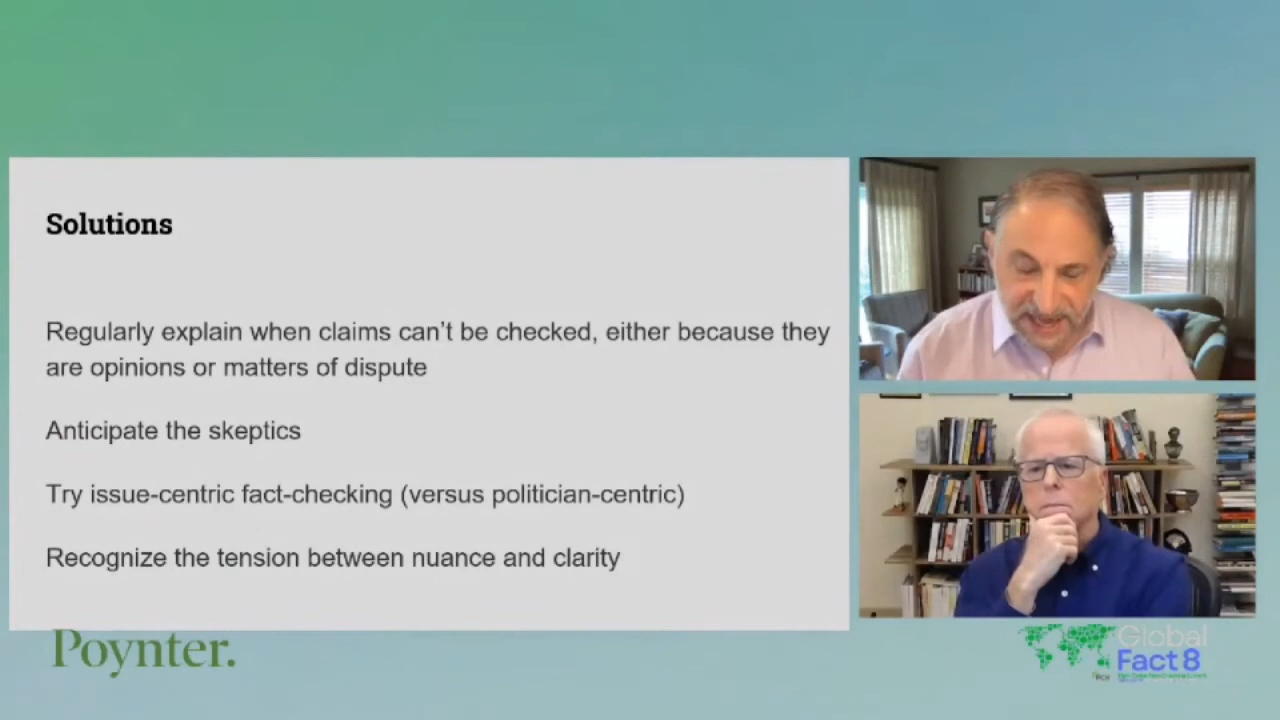 Solutions
Regularly explain when claims can't be checked, either because they
are opinions or matters of dispute
Anticipate the skeptics
Try issue-centric fact-checking (versus politician-centric)
Recognize the tension between nuance and clarity
Poynter.
Global
Fact 8